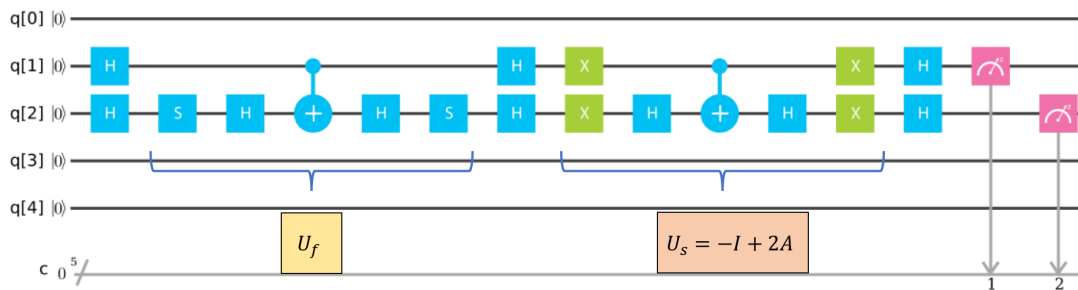 q[0] |0⟩
q[1] |0⟩ H H X X H
q[2] |0⟩ H S H + H S H X H + H X H
q[3] |0⟩
q[4] |0⟩
U_f U_s = −I + 2A
c 0 5
1 2